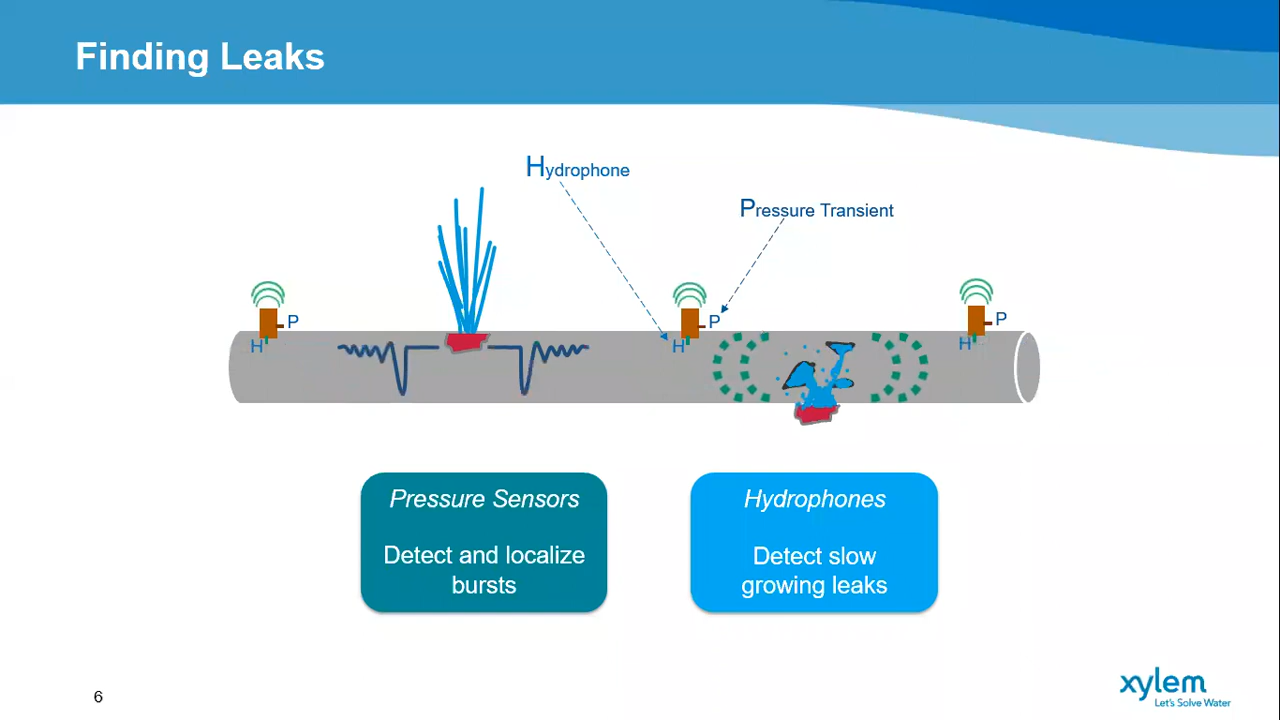 Finding Leaks
Hydrophone
Pressure Transient
P
H
P
H
P
H
Pressure Sensors
Detect and localize
bursts
Hydrophones
Detect slow
growing leaks
6
xylem
Let's Solve Water